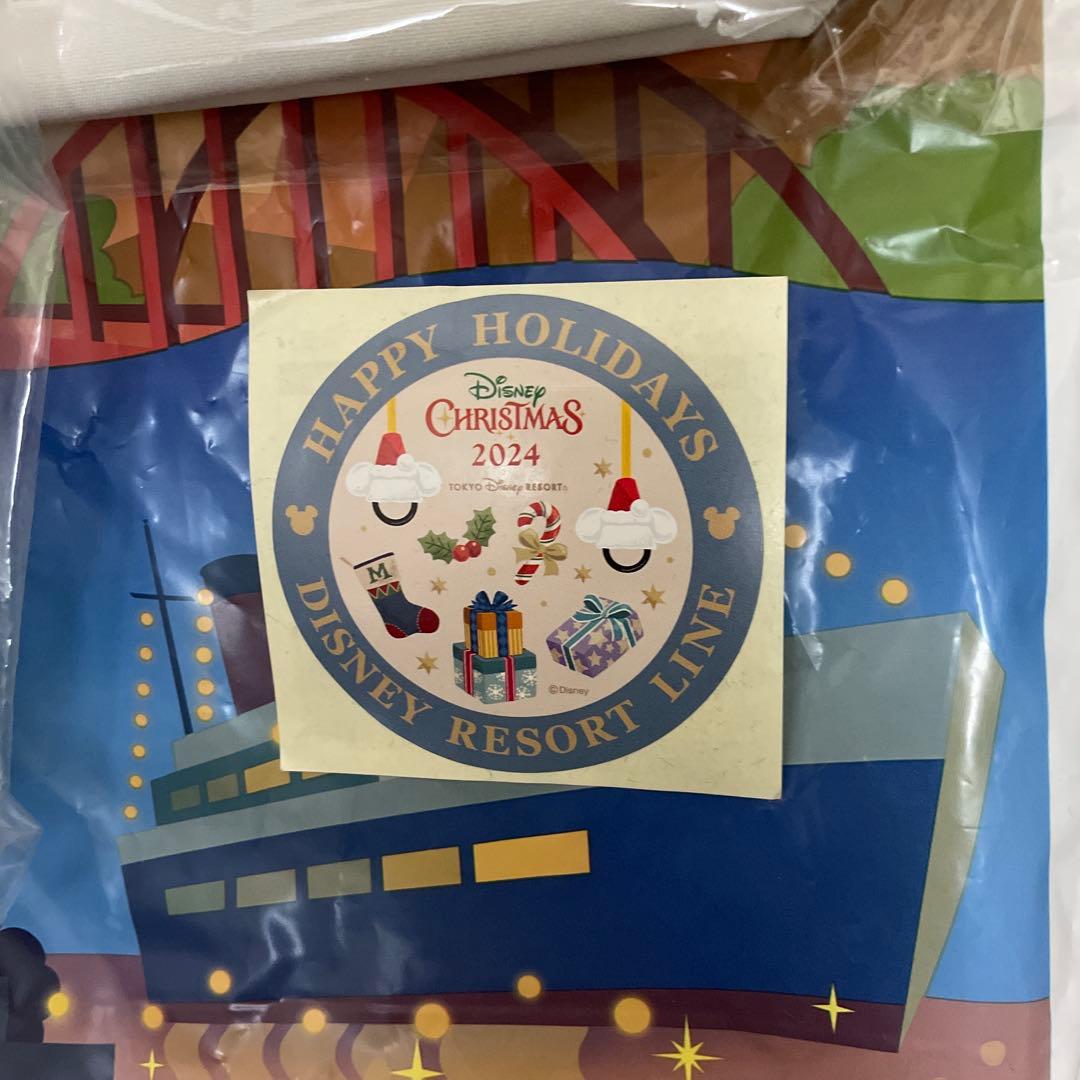 HAPPY HOLIDAYS
Disney
CHRISTMAS
2024
TOKYO Disney RESORT®
M
©Disney
DISNEY RESORT LINE